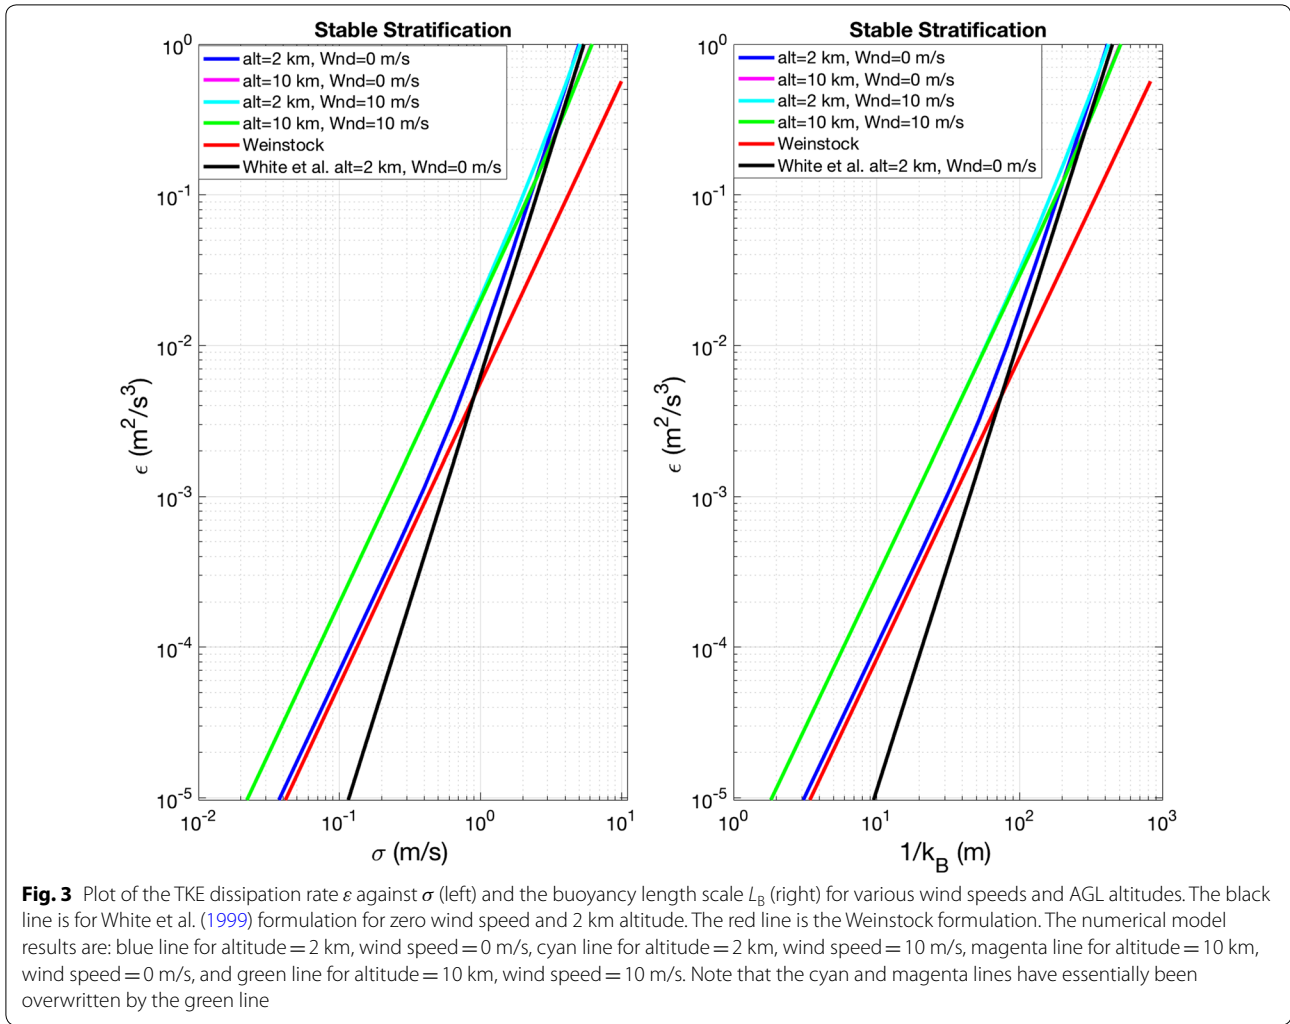 Stable Stratification
10^0
10^-1
10^-2
10^-3
10^-4
10^-5
ϵ (m^2/s^3)
alt=2 km, Wnd=0 m/s
alt=10 km, Wnd=0 m/s
alt=2 km, Wnd=10 m/s
alt=10 km, Wnd=10 m/s
Weinstock
White et al. alt=2 km, Wnd=0 m/s
10^-2 10^-1 10^0 10^1
σ (m/s)
Stable Stratification
10^0
10^-1
10^-2
10^-3
10^-4
10^-5
ϵ (m^2/s^3)
alt=2 km, Wnd=0 m/s
alt=10 km, Wnd=0 m/s
alt=2 km, Wnd=10 m/s
alt=10 km, Wnd=10 m/s
Weinstock
White et al. alt=2 km, Wnd=0 m/s
10^0 10^1 10^2 10^3
1/k_B (m)
Fig. 3 Plot of the TKE dissipation rate ε against σ (left) and the buoyancy length scale L_B (right) for various wind speeds and AGL altitudes. The black
line is for White et al. (1999) formulation for zero wind speed and 2 km altitude. The red line is the Weinstock formulation. The numerical model
results are: blue line for altitude = 2 km, wind speed = 0 m/s, cyan line for altitude = 2 km, wind speed = 10 m/s, magenta line for altitude = 10 km,
wind speed = 0 m/s, and green line for altitude = 10 km, wind speed = 10 m/s. Note that the cyan and magenta lines have essentially been
overwritten by the green line